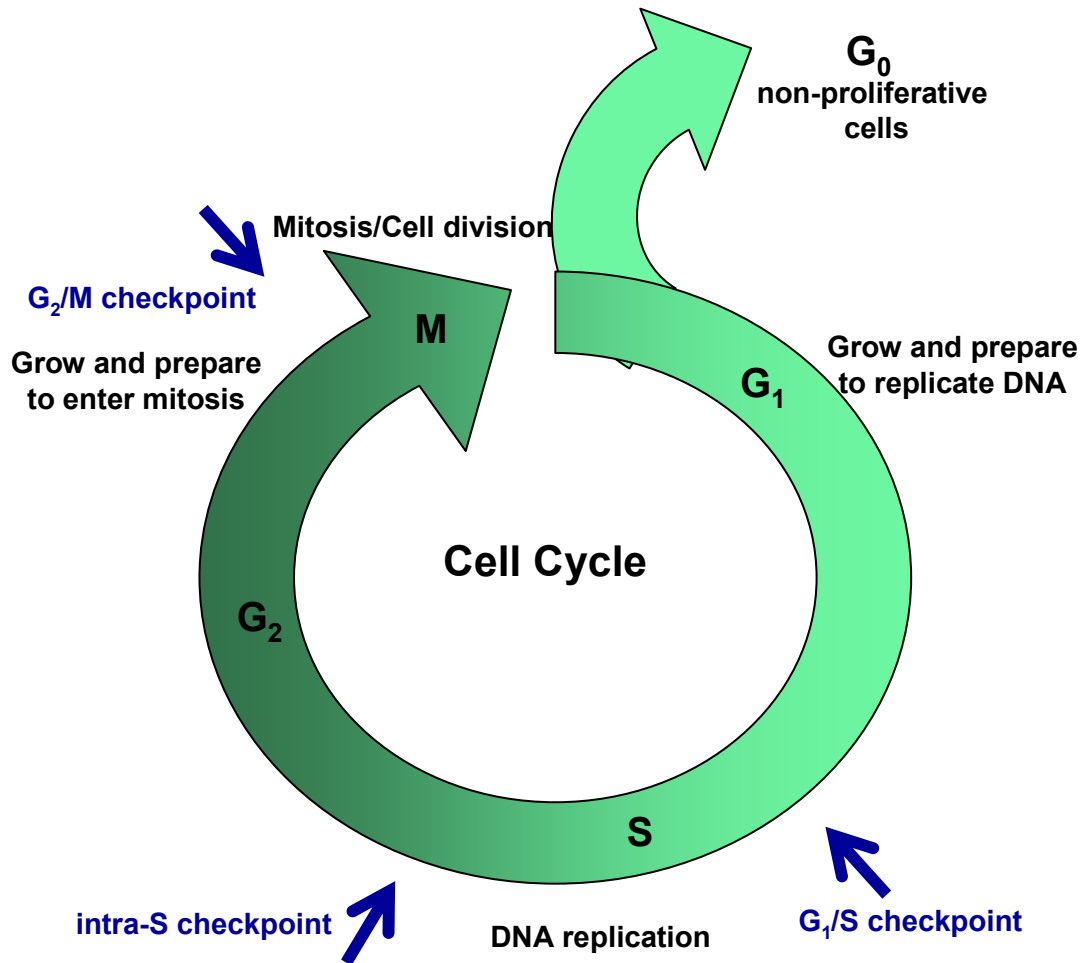 G₀
non-proliferative
cells
Mitosis/Cell division
G₂/M checkpoint
M
Grow and prepare
to enter mitosis
Grow and prepare
to replicate DNA
G₁
Cell Cycle
G₂
S
intra-S checkpoint
DNA replication
G₁/S checkpoint